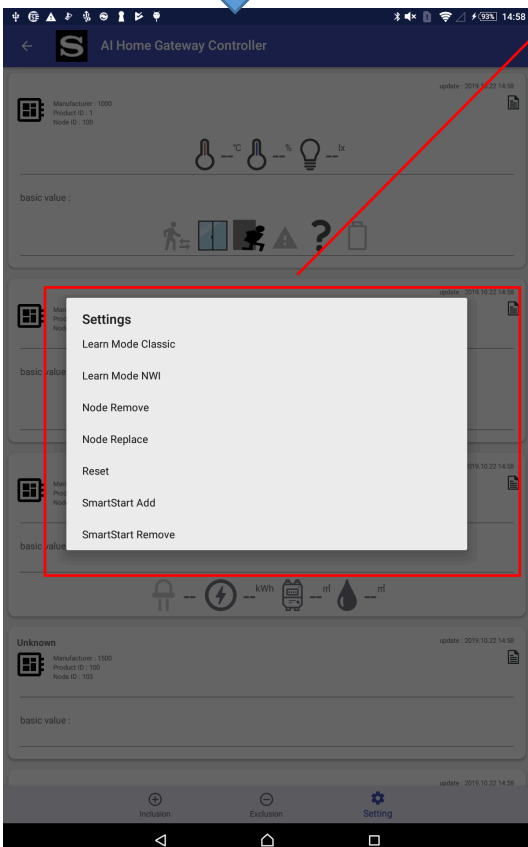 93% 14:58
S AI Home Gateway Controller
update : 2019.10.22 14:58
Manufacturer : 1000
Product ID : 1
Node ID : 100
--°C --% --lx
basic value :
?
update : 2019.10.22 14:58
basic value
Settings
Learn Mode Classic
Learn Mode NWI
Node Remove
Node Replace
Reset
SmartStart Add
SmartStart Remove
2019.10.22 14:58
basic value
-- --kWh --㎥ --㎥
Unknown
update : 2019.10.22 14:58
Manufacturer : 1500
Product ID : 100
Node ID : 103
basic value :
update : 2019.10.22 14:58
Inclusion Exclusion Setting